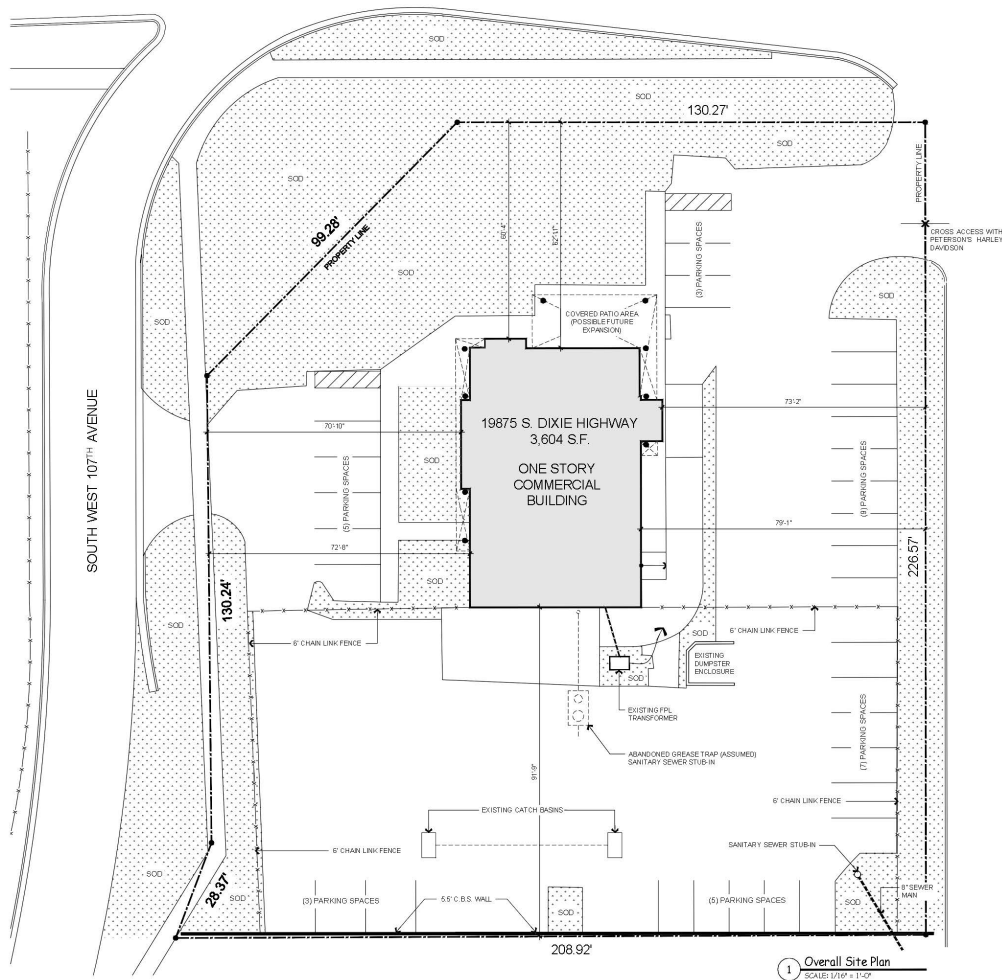 SOD
130.27'
SOD
SOD
PROPERTY LINE
SOD
CROSS ACCESS WITH
PETERSON'S HARLEY
DAVIDSON
99.28'
PROPERTY LINE
62'-11"
(3) PARKING SPACES
SOD
SOD
SOD
COVERED PATIO AREA
(POSSIBLE FUTURE
EXPANSION)
SOUTH WEST 107TH AVENUE
19875 S. DIXIE HIGHWAY
3,604 S.F.
ONE STORY
COMMERCIAL
BUILDING
73'-2"
70'-10"
SOD
(5) PARKING SPACES
(9) PARKING SPACES
79'-1"
226.57'
72'-8"
SOD
130.24'
SOD
6' CHAIN LINK FENCE
SOD
6' CHAIN LINK FENCE
EXISTING
DUMPSTER
ENCLOSURE
SOD
EXISTING FPL
TRANSFORMER
(7) PARKING SPACES
ABANDONED GREASE TRAP (ASSUMED)
SANITARY SEWER STUB-IN
91'-9"
6' CHAIN LINK FENCE
EXISTING CATCH BASINS
SANITARY SEWER STUB-IN
6' CHAIN LINK FENCE
SOD
28.37'
SOD
(3) PARKING SPACES
5.5' C.B.S. WALL
SOD
(5) PARKING SPACES
SOD
8" SEWER
MAIN
208.92'
1
Overall Site Plan
SCALE: 1/16" = 1'-0"